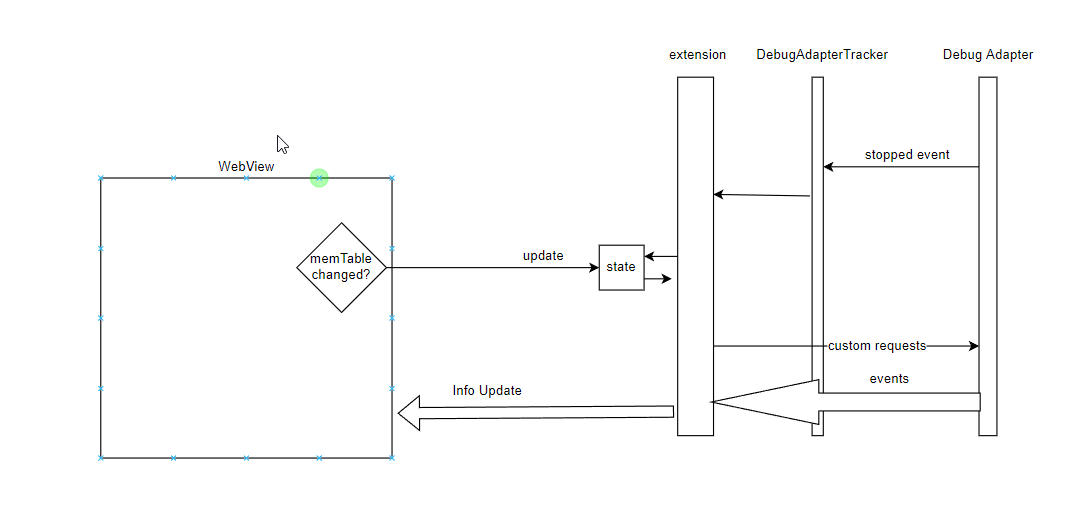 extension DebugAdapterTracker Debug Adapter
stopped event
WebView
memTable
changed?
update
state
custom requests
events
Info Update